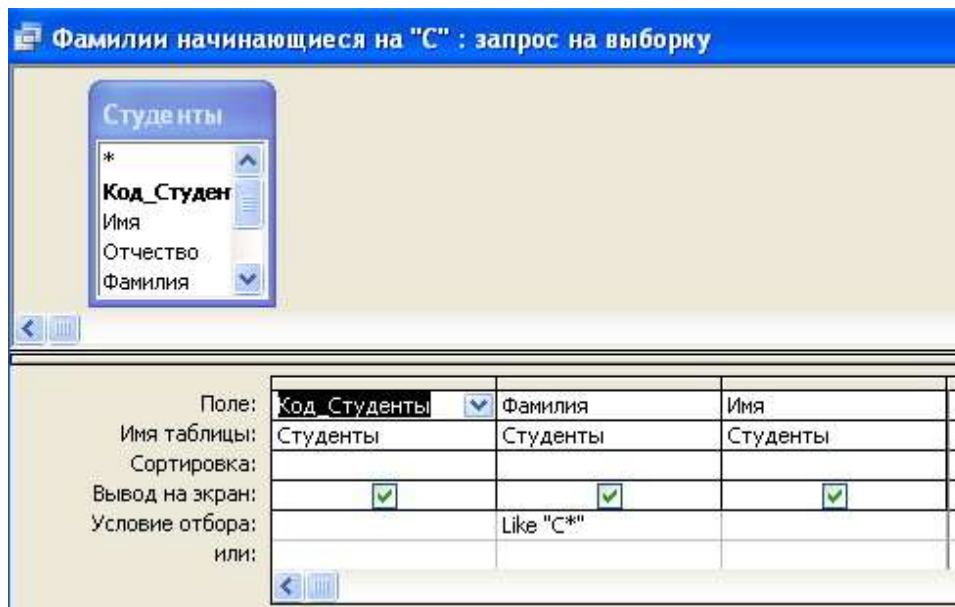 Фамилии начинающиеся на "С" : запрос на выборку
Студенты
*
Код_Студен
Имя
Отчество
Фамилия
Поле: Код_Студенты Фамилия Имя
Имя таблицы: Студенты Студенты Студенты
Сортировка:
Вывод на экран:
Условие отбора: Like "С*"
или: